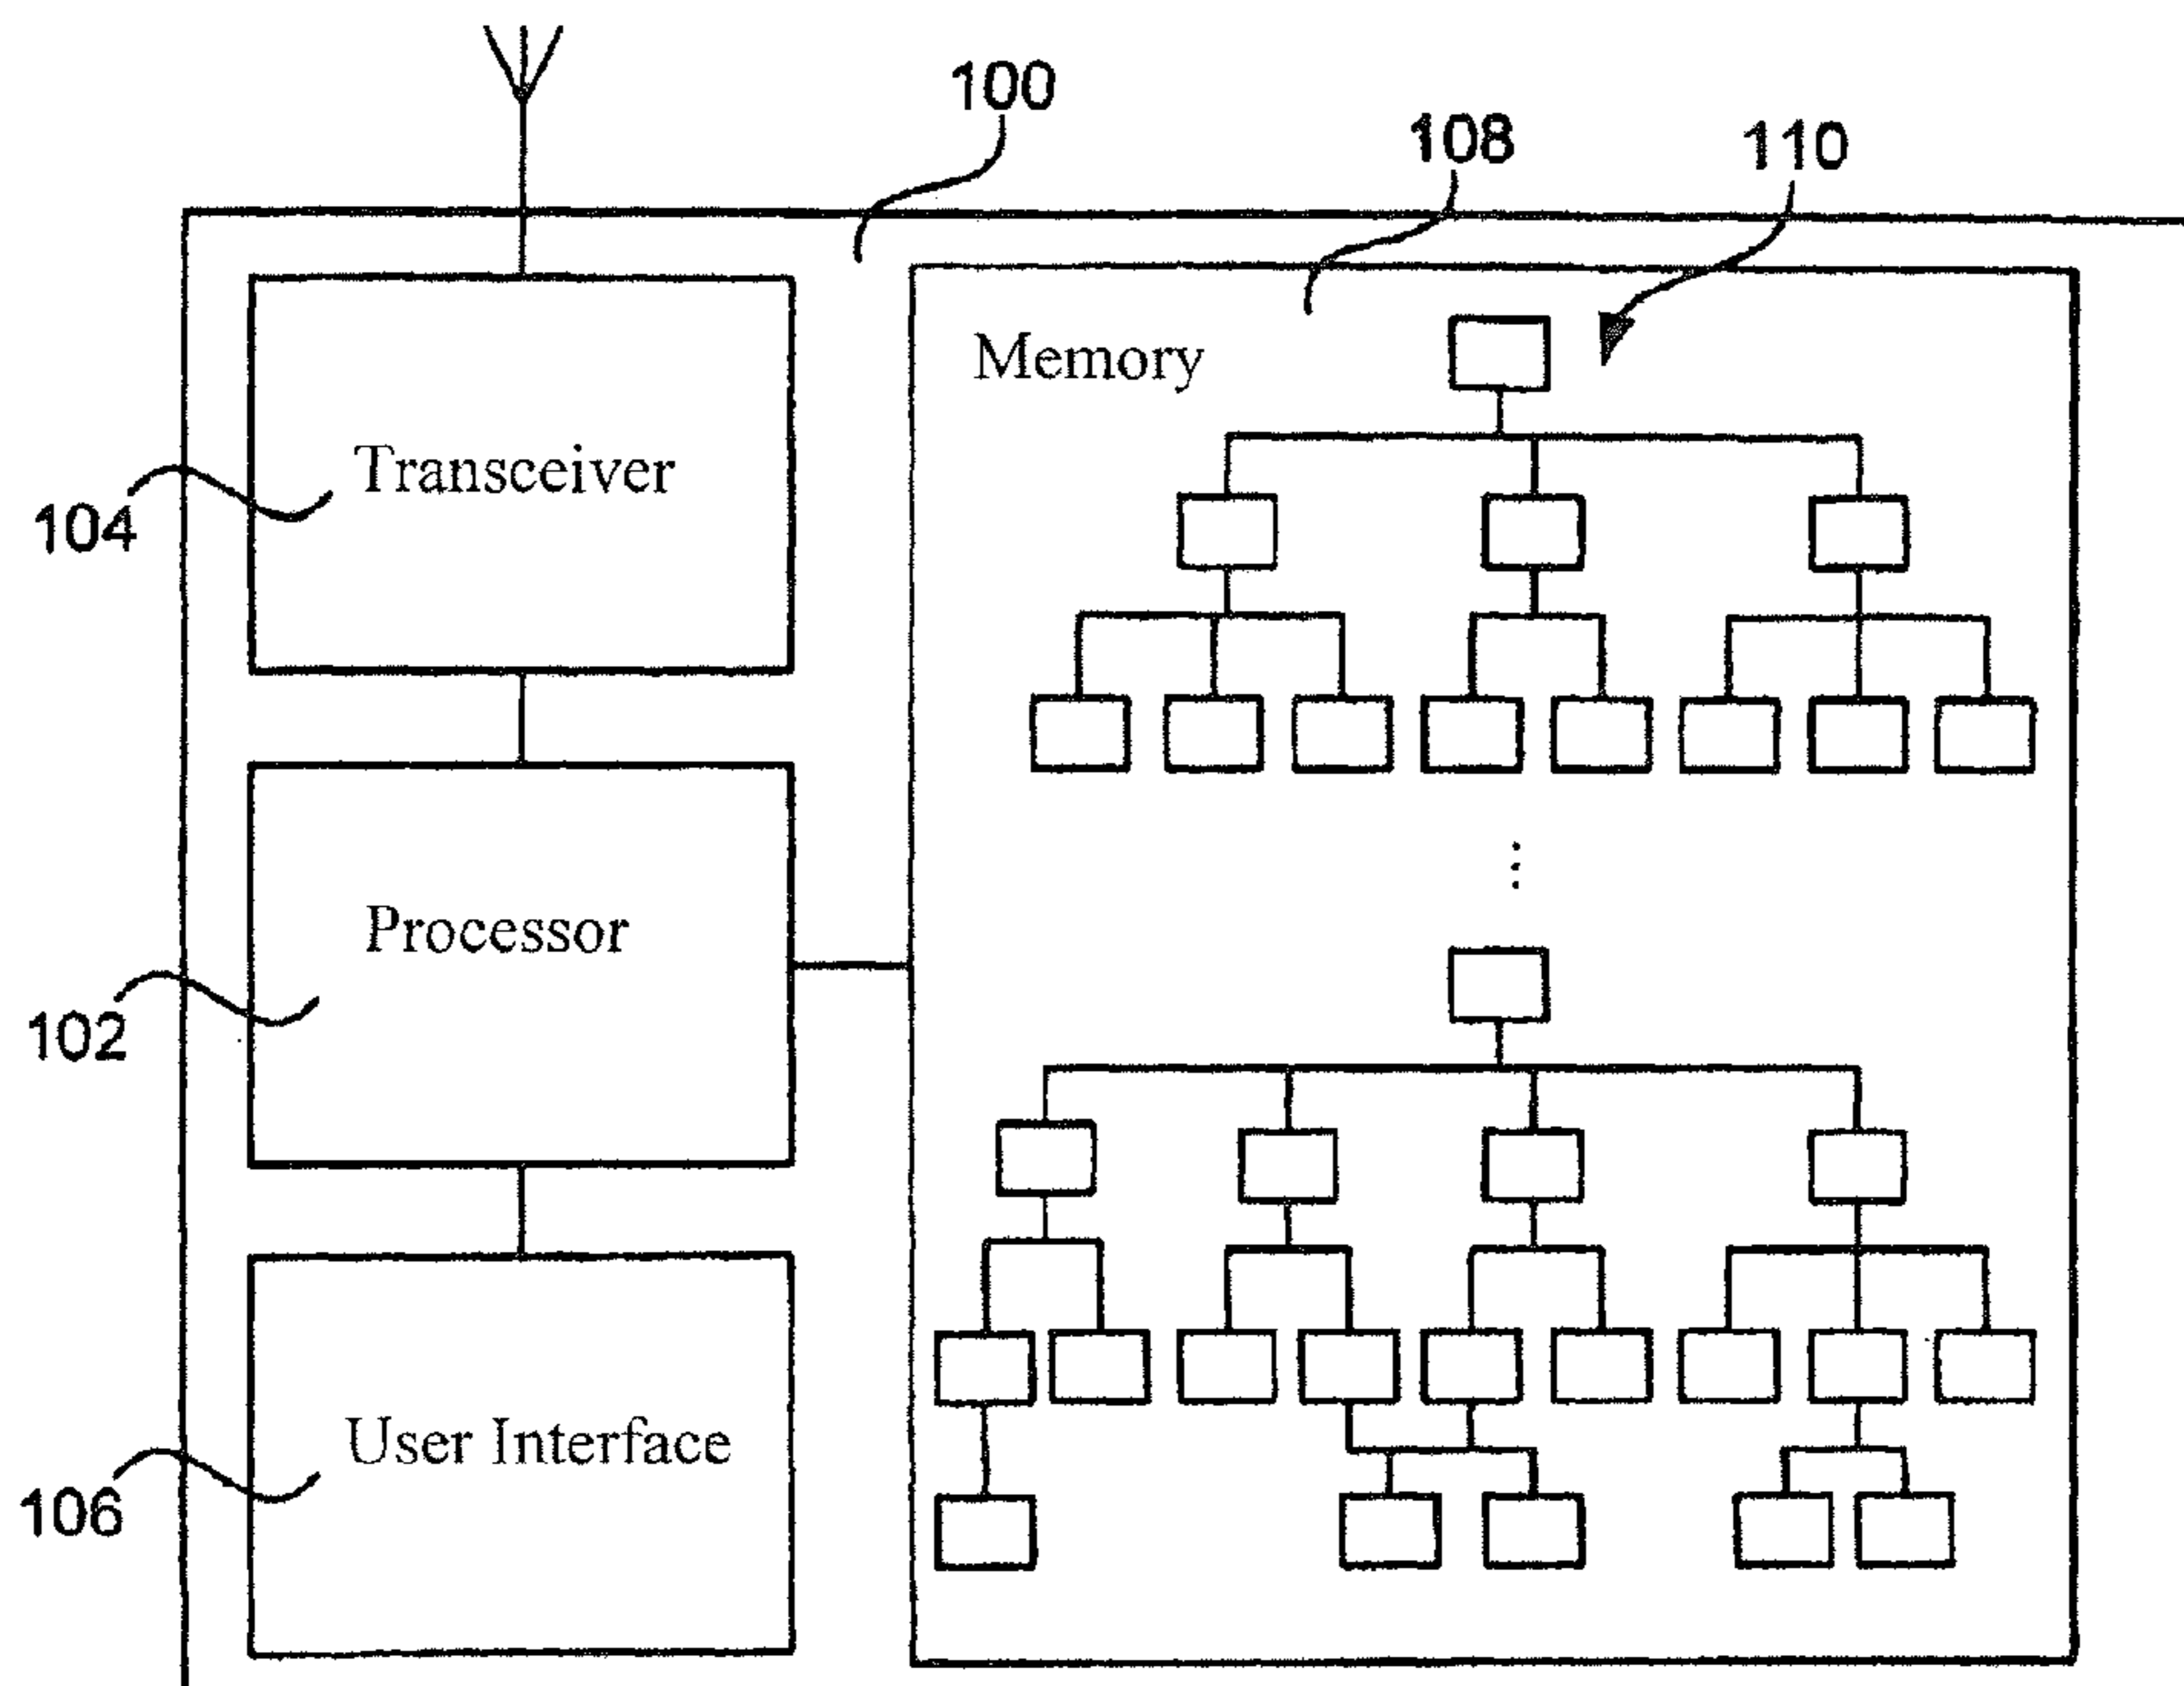 100
108
110
Memory
Transceiver
104
Processor
102
User Interface
106